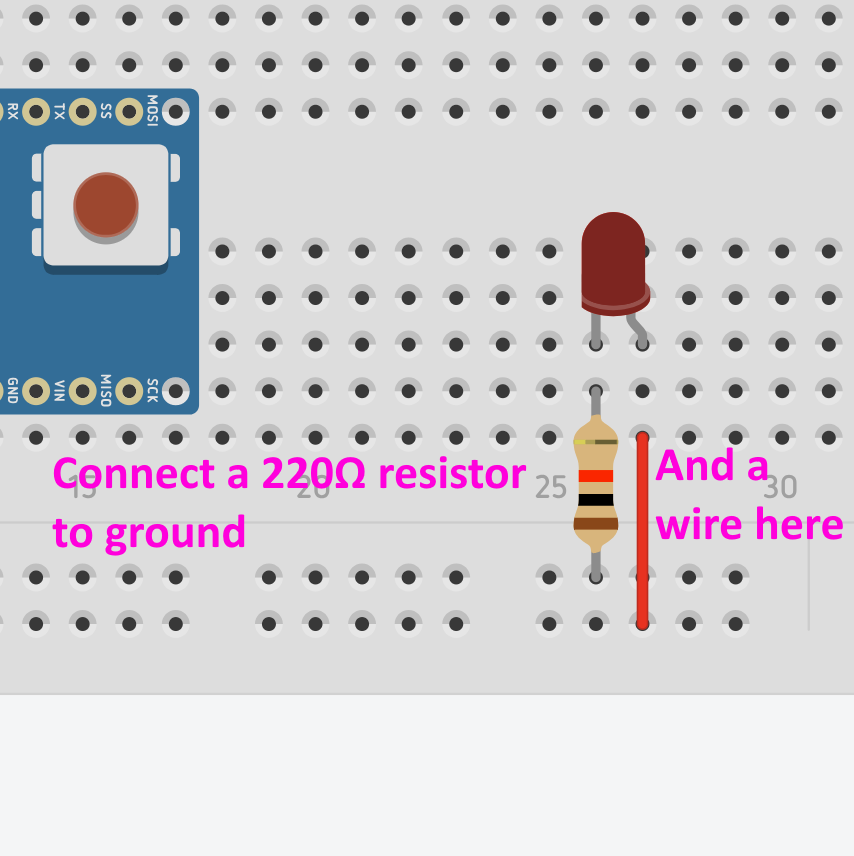 RX
TX
SS
MOSI
GND
VIN
MISO
SCK
Connect a 220Ω resistor
to ground
And a
wire here
15
20
25
30